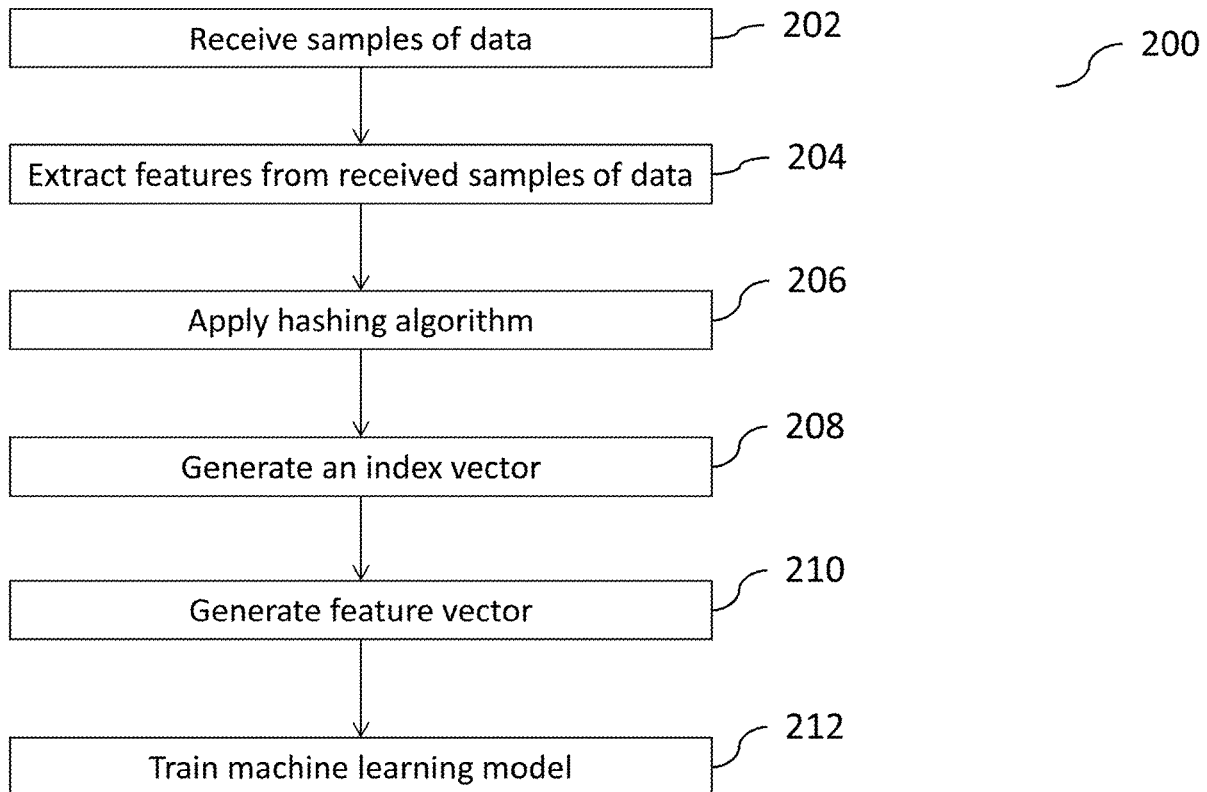 Receive samples of data
202
200
Extract features from received samples of data
204
Apply hashing algorithm
206
Generate an index vector
208
Generate feature vector
210
Train machine learning model
212